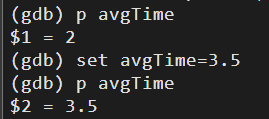 (gdb) p avgTime
$1 = 2
(gdb) set avgTime=3.5
(gdb) p avgTime
$2 = 3.5